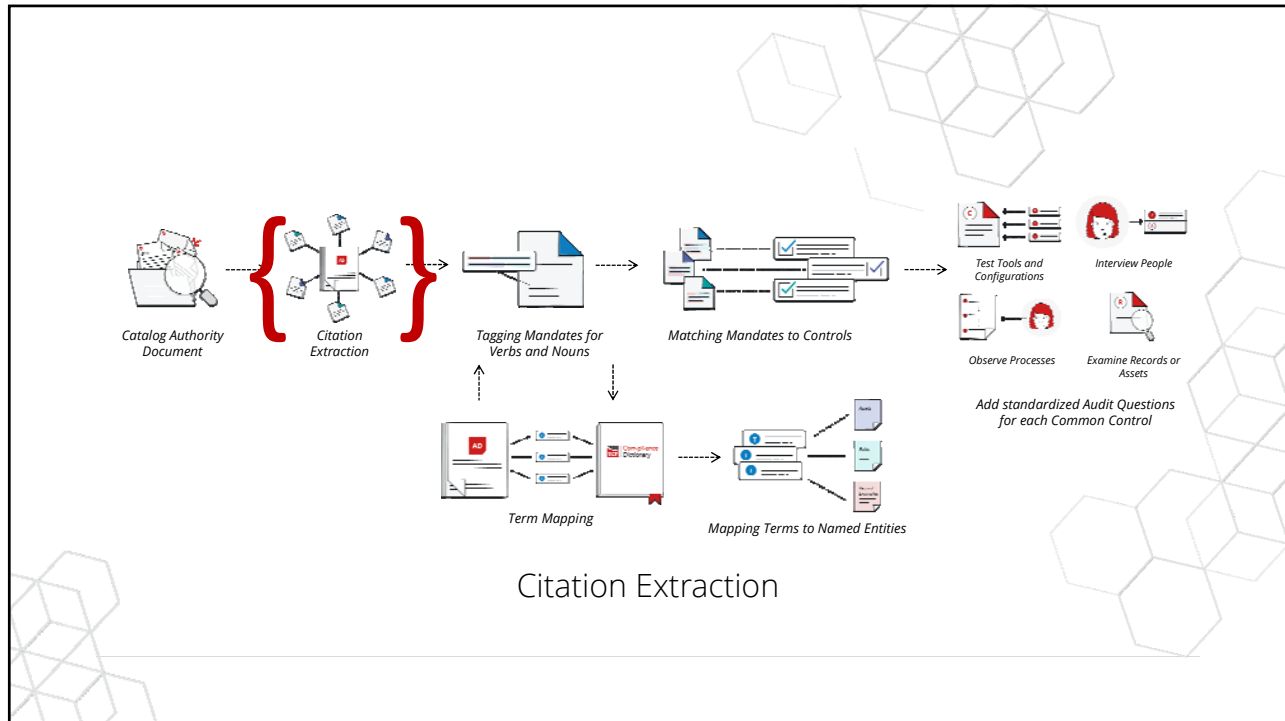 AD
C
Test Tools and
Configurations
Interview People
Catalog Authority
Document
Citation
Extraction
Tagging Mandates for
Verbs and Nouns
Matching Mandates to Controls
R
Observe Processes
Examine Records or
Assets
Add standardized Audit Questions
for each Common Control
AD
Compliance
Dictionary
T
Term Mapping
Mapping Terms to Named Entities
Citation Extraction